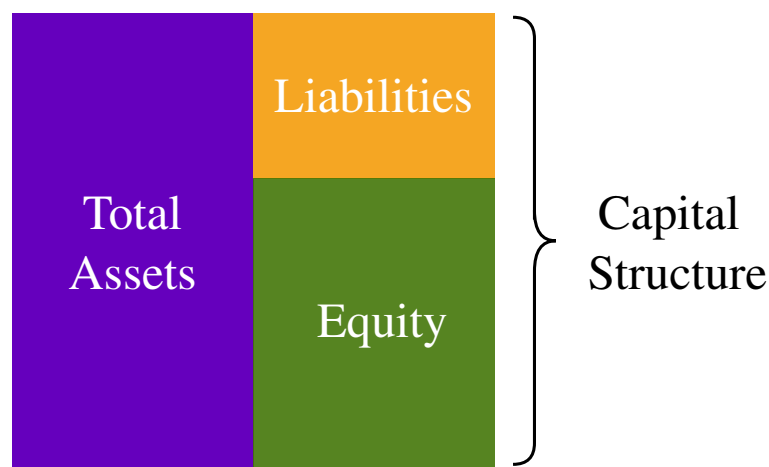 Total
Assets
Liabilities
Equity
Capital
Structure